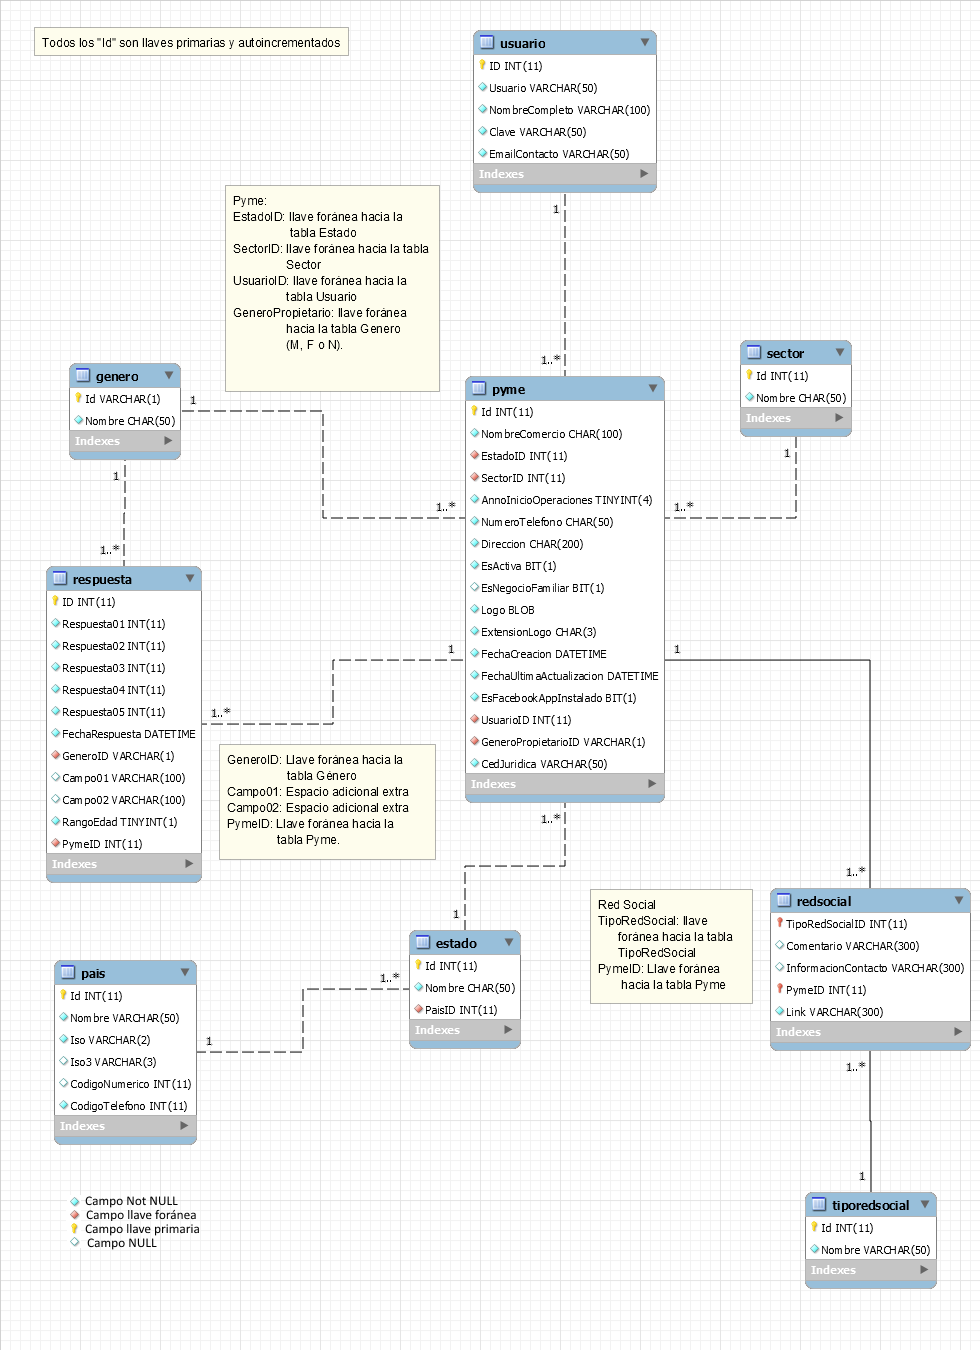 Todos los "Id" son llaves primarias y autoincrementados
usuario
ID INT(11)
Usuario VARCHAR(50)
NombreCompleto VARCHAR(100)
Clave VARCHAR(50)
EmailContacto VARCHAR(50)
Indexes
1
1..*
Pyme:
EstadoID: llave foránea hacia la
tabla Estado
SectorID: llave foránea hacia la tabla
Sector
UsuarioID: llave foránea hacia la
tabla Usuario
GeneroPropietario: llave foránea
hacia la tabla Genero
(M, F o N).
genero
Id VARCHAR(1)
Nombre CHAR(50)
Indexes
1
1..*
1
1..*
sector
Id INT(11)
Nombre CHAR(50)
Indexes
1
1..*
pyme
Id INT(11)
NombreComercio CHAR(100)
EstadoID INT(11)
SectorID INT(11)
AnnoInicioOperaciones TINYINT(4)
NumeroTelefono CHAR(50)
Direccion CHAR(200)
EsActiva BIT(1)
EsNegocioFamiliar BIT(1)
Logo BLOB
ExtensionLogo CHAR(3)
FechaCreacion DATETIME
FechaUltimaActualizacion DATETIME
EsFacebookAppInstalado BIT(1)
UsuarioID INT(11)
GeneroPropietarioID VARCHAR(1)
CedJuridica VARCHAR(50)
Indexes
respuesta
ID INT(11)
Respuesta01 INT(11)
Respuesta02 INT(11)
Respuesta03 INT(11)
Respuesta04 INT(11)
Respuesta05 INT(11)
FechaRespuesta DATETIME
GeneroID VARCHAR(1)
Campo01 VARCHAR(100)
Campo02 VARCHAR(100)
RangoEdad TINYINT(1)
PymeID INT(11)
Indexes
1
1..*
1
1..*
GeneroID: Llave foránea hacia la
tabla Género
Campo01: Espacio adicional extra
Campo02: Espacio adicional extra
PymeID: Llave foránea hacia la
tabla Pyme.
1..*
1
Red Social
TipoRedSocial: llave
foránea hacia la tabla
TipoRedSocial
PymeID: Llave foránea
hacia la tabla Pyme
redsocial
TipoRedSocialID INT(11)
Comentario VARCHAR(300)
InformacionContacto VARCHAR(300)
PymeID INT(11)
Link VARCHAR(300)
Indexes
estado
Id INT(11)
Nombre CHAR(50)
PaisID INT(11)
Indexes
pais
Id INT(11)
Nombre VARCHAR(50)
Iso VARCHAR(2)
Iso3 VARCHAR(3)
CodigoNumerico INT(11)
CodigoTelefono INT(11)
Indexes
1
1..*
1..*
1
tiporedsocial
Id INT(11)
Nombre VARCHAR(50)
Indexes
Campo Not NULL
Campo llave foránea
Campo llave primaria
Campo NULL